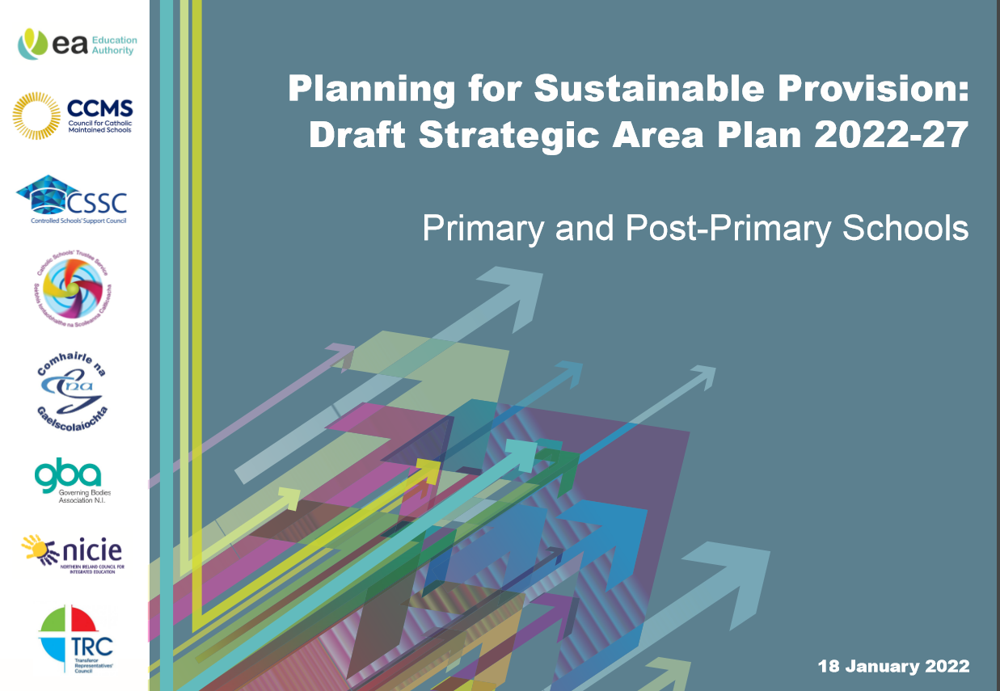 ea Education
Authority
CCMS
Council for Catholic
Maintained Schools
CSSC
Controlled Schools' Support Council
Catholic Schools' Trustee Service
Seirbhís Iontaobhaithe na Scoileanna Caitliceacha
Comhairle na
Gaelscolaíochta
cnag
gba
Governing Bodies
Association N.I.
nicie
NORTHERN IRELAND COUNCIL FOR
INTEGRATED EDUCATION
TRC
Transferor
Representatives'
Council
Planning for Sustainable Provision:
Draft Strategic Area Plan 2022-27
Primary and Post-Primary Schools
18 January 2022